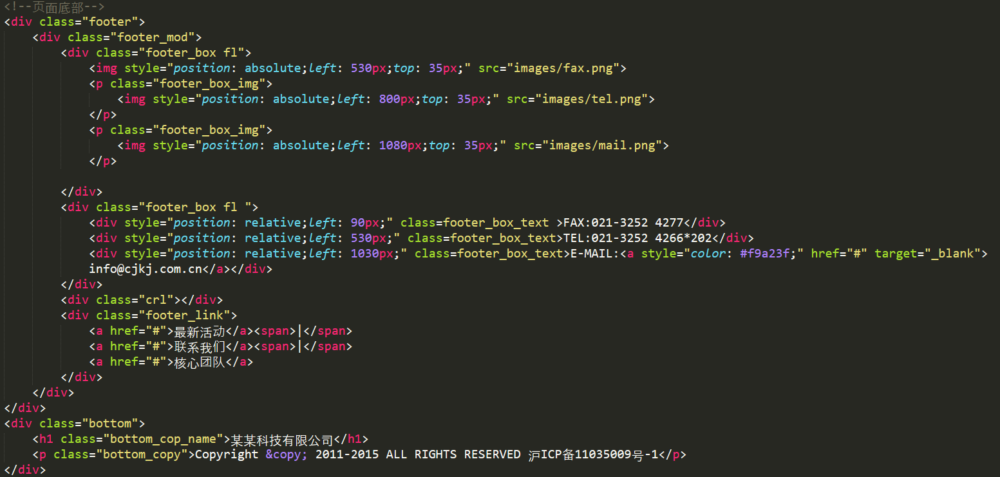 <!--页面底部-->
<div class="footer">
    <div class="footer_mod">
        <div class="footer_box fl">
            <img style="position: absolute;left: 530px;top: 35px;" src="images/fax.png">
            <p class="footer_box_img">
                <img style="position: absolute;left: 800px;top: 35px;" src="images/tel.png">
            </p>
            <p class="footer_box_img">
                <img style="position: absolute;left: 1080px;top: 35px;" src="images/mail.png">
            </p>
        </div>
        <div class="footer_box fl ">
            <div style="position: relative;left: 90px;" class=footer_box_text >FAX:021-3252 4277</div>
            <div style="position: relative;left: 530px;" class=footer_box_text>TEL:021-3252 4266*202</div>
            <div style="position: relative;left: 1030px;" class=footer_box_text>E-MAIL:<a style="color: #f9a23f;" href="#" target="_blank">
            info@cjkj.com.cn</a></div>
        </div>
        <div class="crl"></div>
        <div class="footer_link">
            <a href="#">最新活动</a><span>|</span>
            <a href="#">联系我们</a><span>|</span>
            <a href="#">核心团队</a>
        </div>
    </div>
</div>
<div class="bottom">
    <h1 class="bottom_cop_name">某某科技有限公司</h1>
    <p class="bottom_copy">Copyright &copy; 2011-2015 ALL RIGHTS RESERVED 沪ICP备11035009号-1</p>
</div>